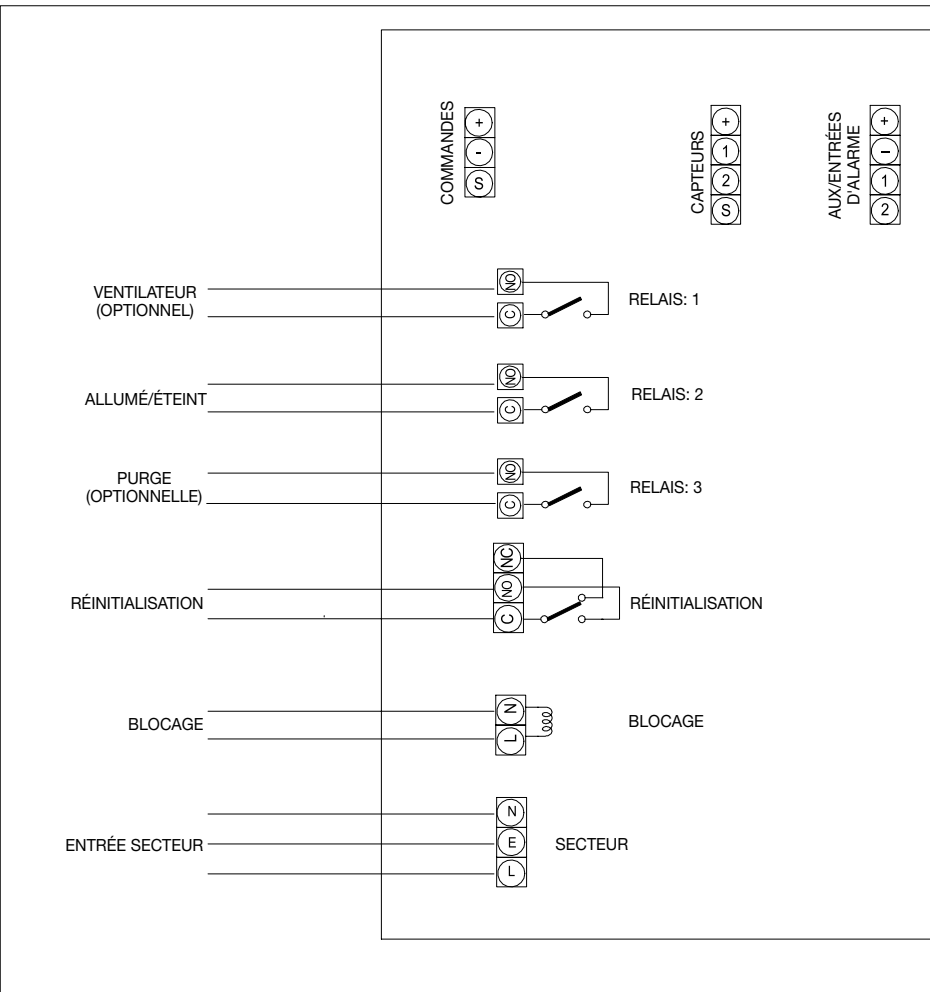 COMMANDES
+
-
S
CAPTEURS
+
1
2
S
AUX/ENTRÉES
D'ALARME
+
–
1
2
VENTILATEUR
(OPTIONNEL)
NO
C
RELAIS: 1
ALLUMÉ/ÉTEINT
NO
C
RELAIS: 2
PURGE
(OPTIONNELLE)
NO
C
RELAIS: 3
RÉINITIALISATION
NC
NO
C
RÉINITIALISATION
BLOCAGE
N
L
BLOCAGE
ENTRÉE SECTEUR
N
E
L
SECTEUR